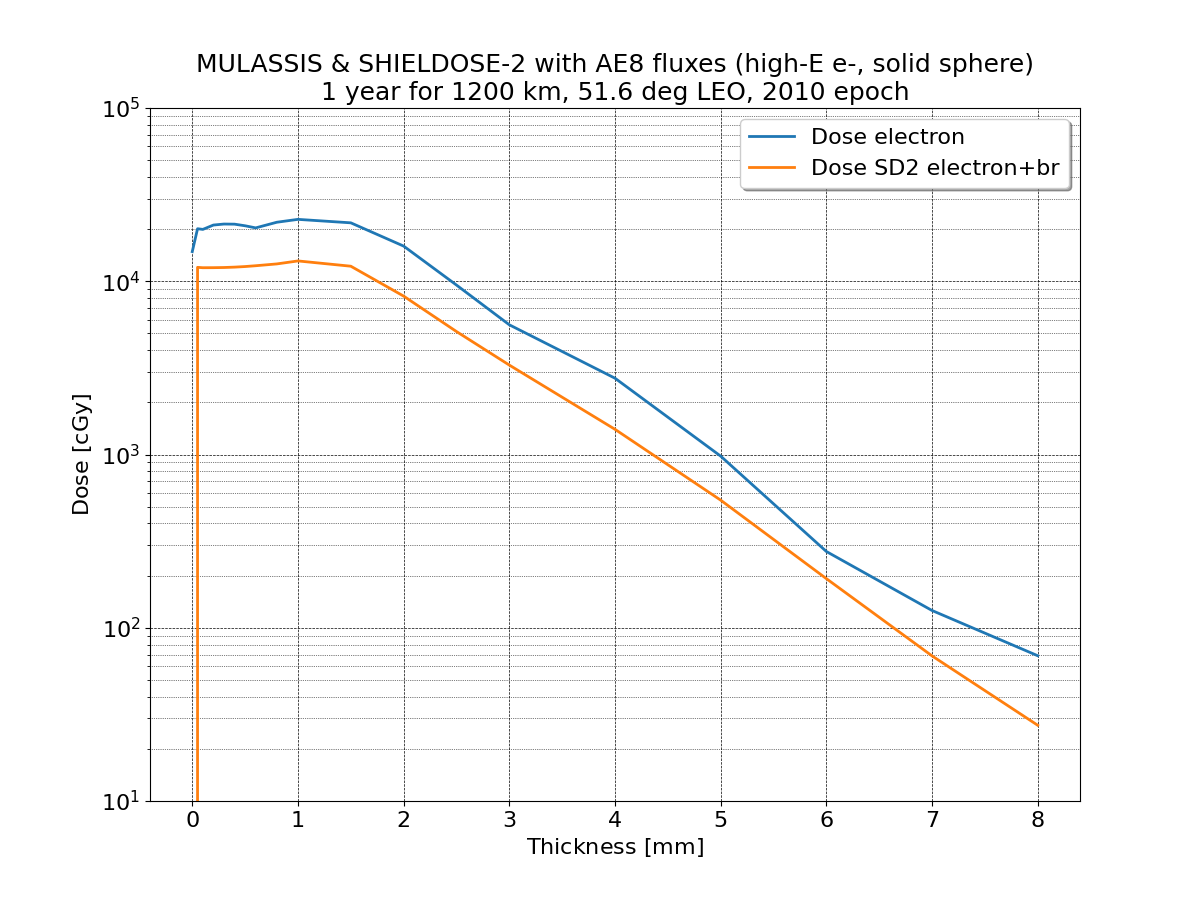 MULASSIS & SHIELDOSE-2 with AE8 fluxes (high-E e-, solid sphere)
1 year for 1200 km, 51.6 deg LEO, 2010 epoch
Dose electron
Dose SD2 electron+br
10^5
10^4
10^3
10^2
10^1
Dose [cGy]
0 1 2 3 4 5 6 7 8
Thickness [mm]